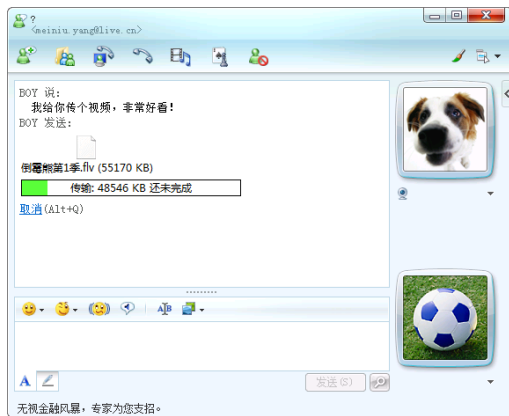 ?
<meiniu.yang@live.cn>
BOY 说:
我给你传个视频，非常好看！
BOY 发送:
倒霉熊第1季.flv (55170 KB)
传输: 48546 KB 还未完成
取消(Alt+Q)
A
发送(S)
无视金融风暴，专家为您支招。